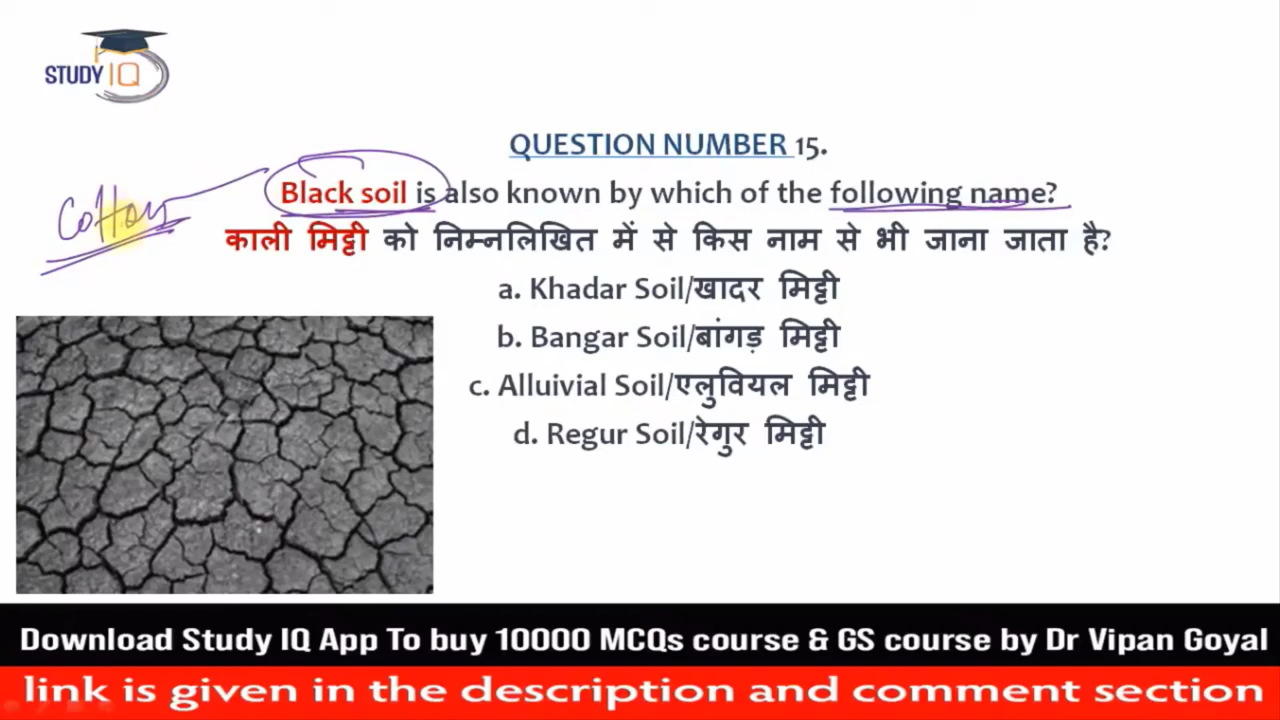 STUDY IQ
QUESTION NUMBER 15.
Cotton
Black soil is also known by which of the following name?
काली मिट्टी को निम्नलिखित में से किस नाम से भी जाना जाता है?
a. Khadar Soil/खादर मिट्टी
b. Bangar Soil/बांगड़ मिट्टी
c. Alluivial Soil/एलुवियल मिट्टी
d. Regur Soil/रेगुर मिट्टी
Download Study IQ App To buy 10000 MCQs course & GS course by Dr Vipan Goyal
link is given in the description and comment section